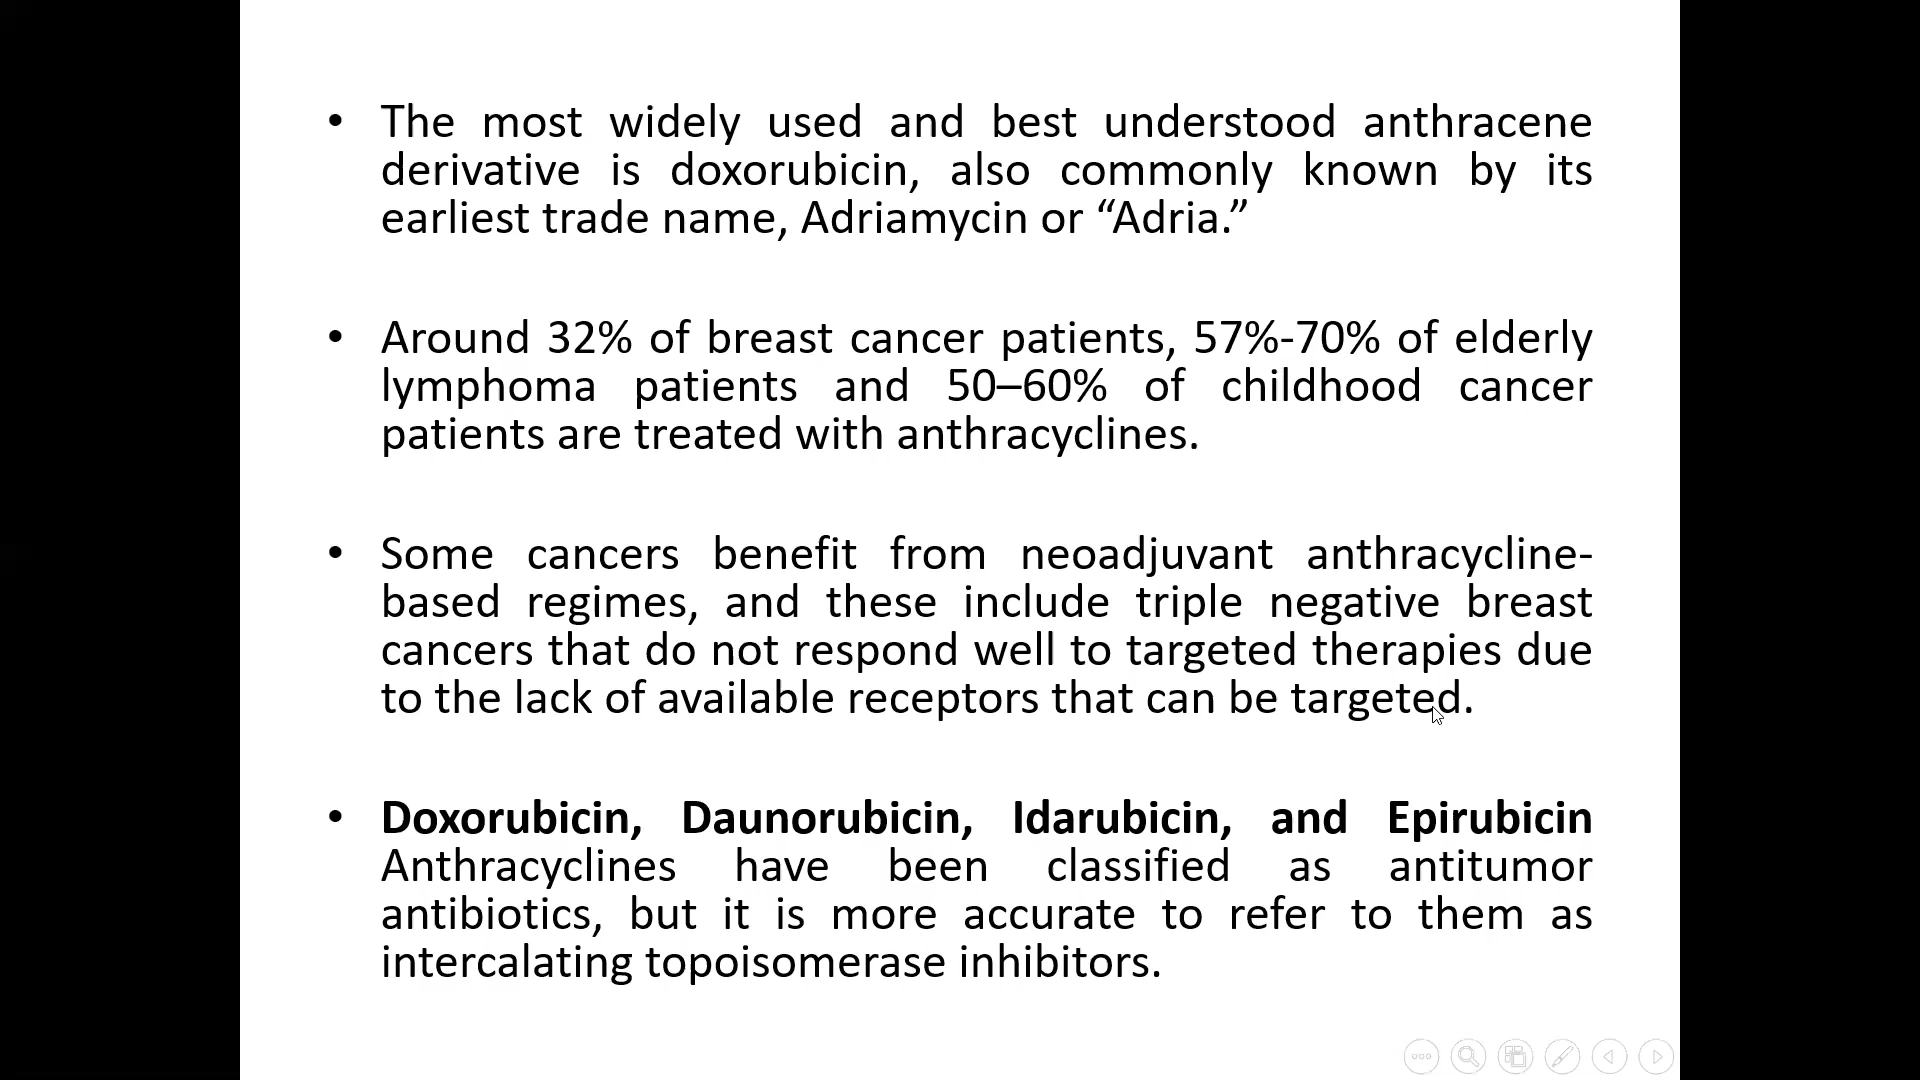 • The most widely used and best understood anthracene
derivative is doxorubicin, also commonly known by its
earliest trade name, Adriamycin or “Adria.”
• Around 32% of breast cancer patients, 57%-70% of elderly
lymphoma patients and 50–60% of childhood cancer
patients are treated with anthracyclines.
• Some cancers benefit from neoadjuvant anthracycline-
based regimes, and these include triple negative breast
cancers that do not respond well to targeted therapies due
to the lack of available receptors that can be targeted.
• Doxorubicin, Daunorubicin, Idarubicin, and Epirubicin
Anthracyclines have been classified as antitumor
antibiotics, but it is more accurate to refer to them as
intercalating topoisomerase inhibitors.